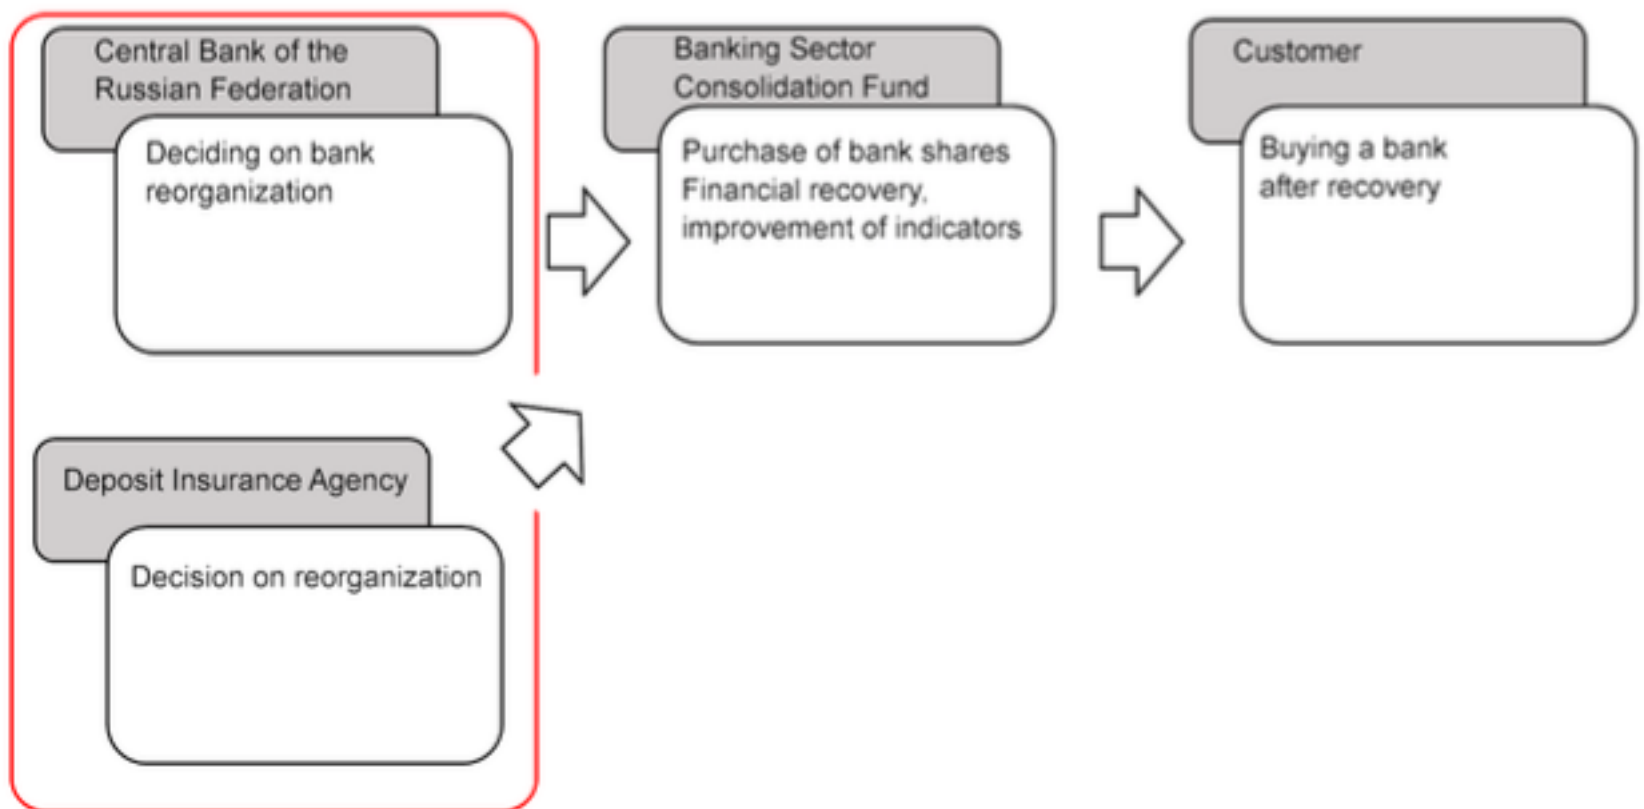 Central Bank of the
Russian Federation
Deciding on bank
reorganization
Banking Sector
Consolidation Fund
Purchase of bank shares
Financial recovery,
improvement of indicators
Customer
Buying a bank
after recovery
Deposit Insurance Agency
Decision on reorganization